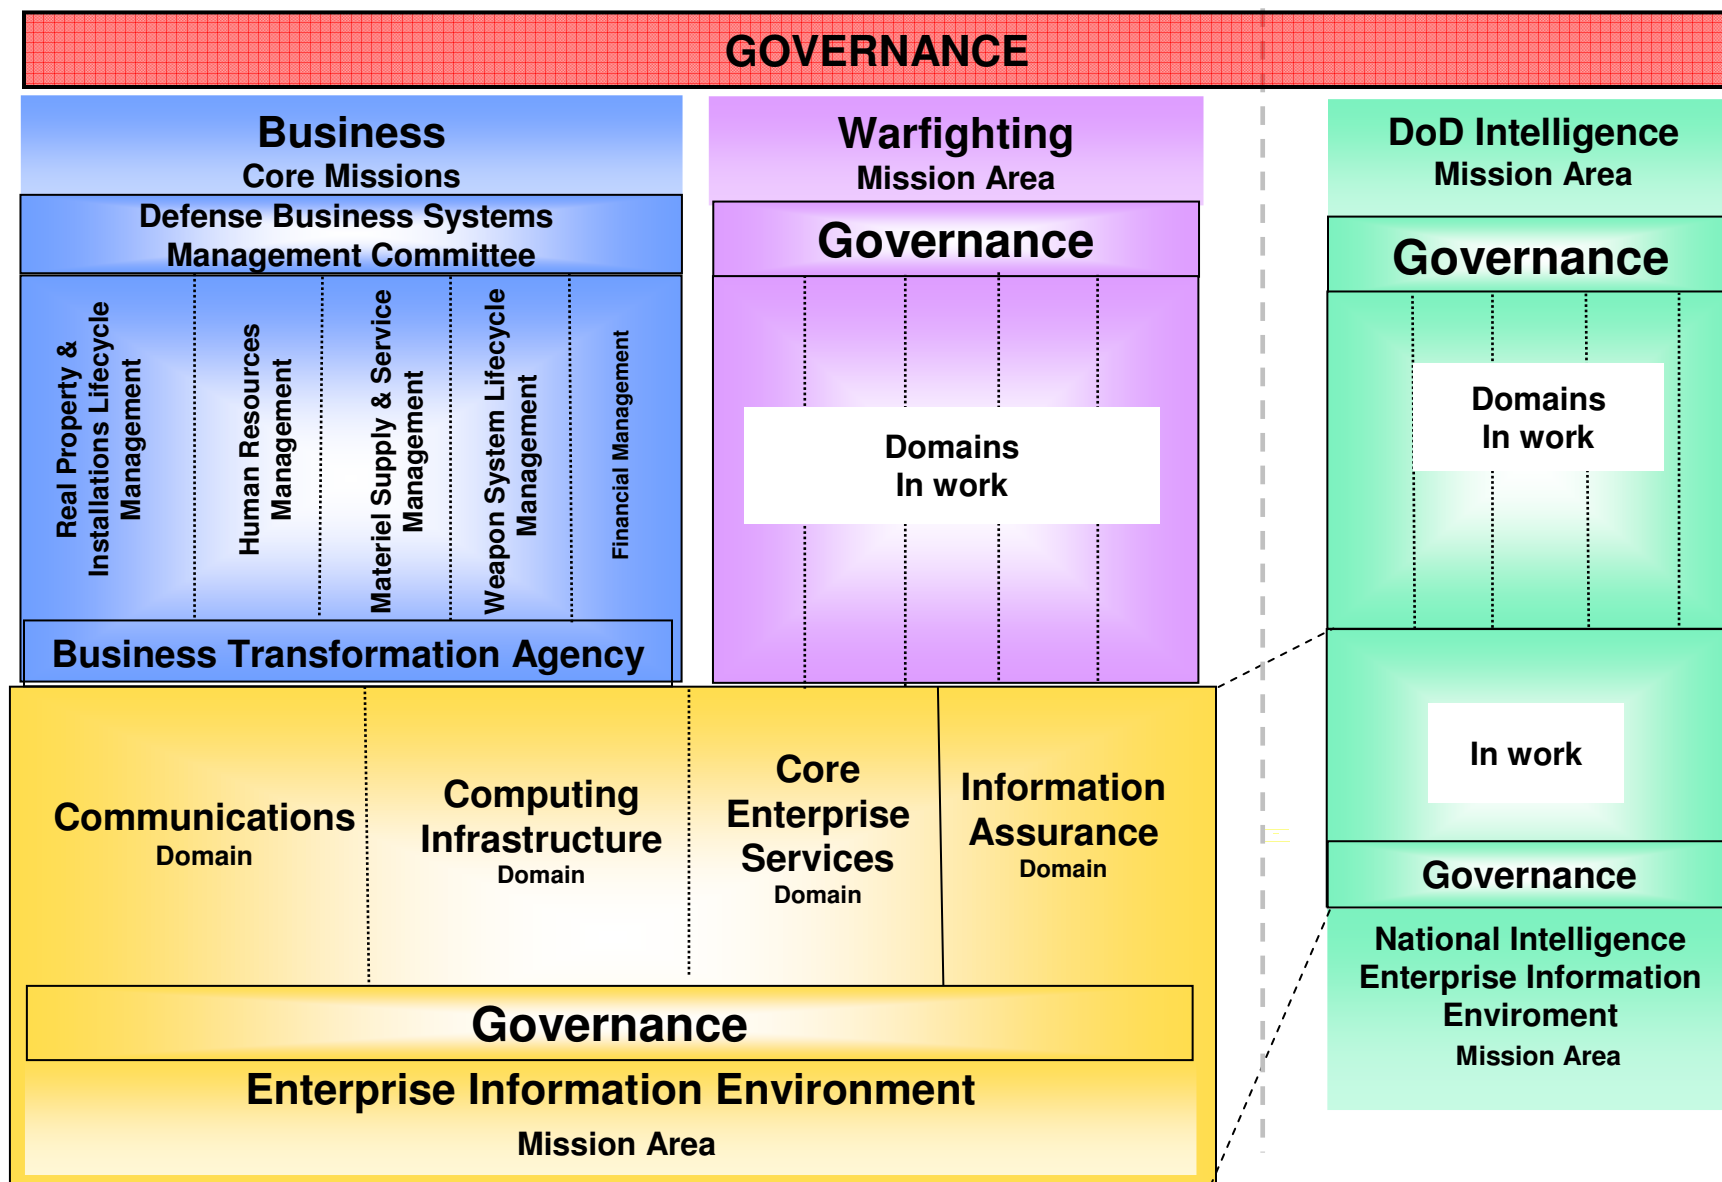 GOVERNANCE
Business
Core Missions
Defense Business Systems
Management Committee
Real Property &
Installations Lifecycle
Management
Human Resources
Management
Materiel Supply & Service
Management
Weapon System Lifecycle
Management
Financial Management
Business Transformation Agency
Warfighting
Mission Area
Governance
Domains
In work
DoD Intelligence
Mission Area
Governance
Domains
In work
In work
Governance
National Intelligence
Enterprise Information
Enviroment
Mission Area
Communications
Domain
Computing
Infrastructure
Domain
Core
Enterprise
Services
Domain
Information
Assurance
Domain
Governance
Enterprise Information Environment
Mission Area